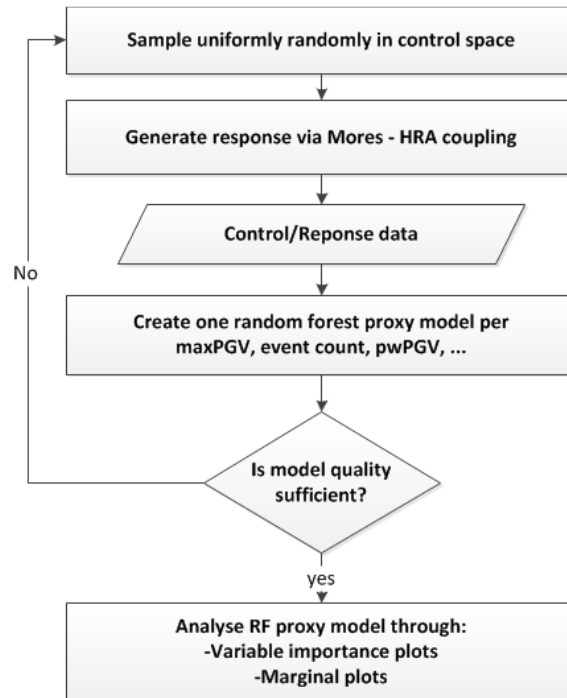 Sample uniformly randomly in control space
Generate response via Mores - HRA coupling
Control/Reponse data
No
Create one random forest proxy model per
maxPGV, event count, pwPGV, ...
Is model quality
sufficient?
yes
Analyse RF proxy model through:
-Variable importance plots
-Marginal plots